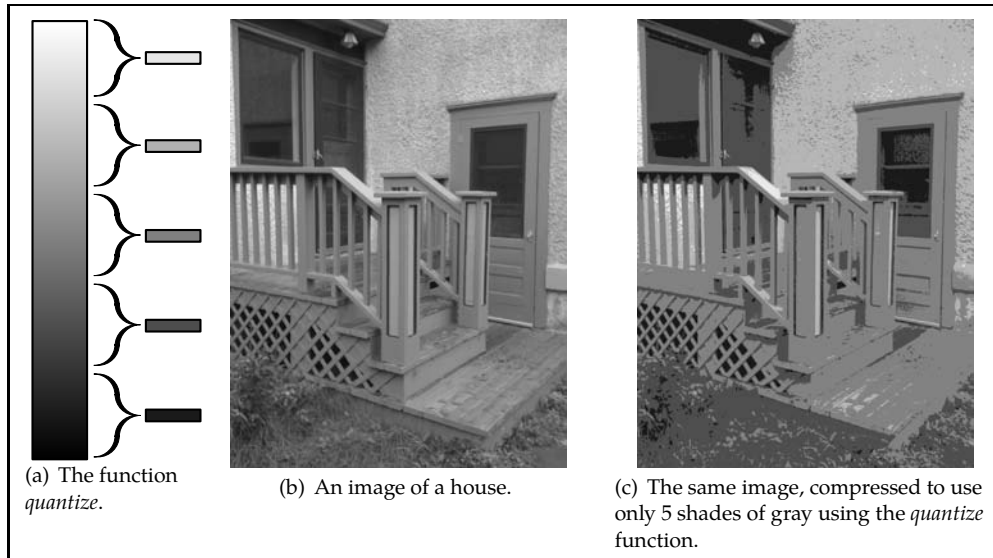 (a) The function
quantize.
(b) An image of a house.
(c) The same image, compressed to use
only 5 shades of gray using the quantize
function.